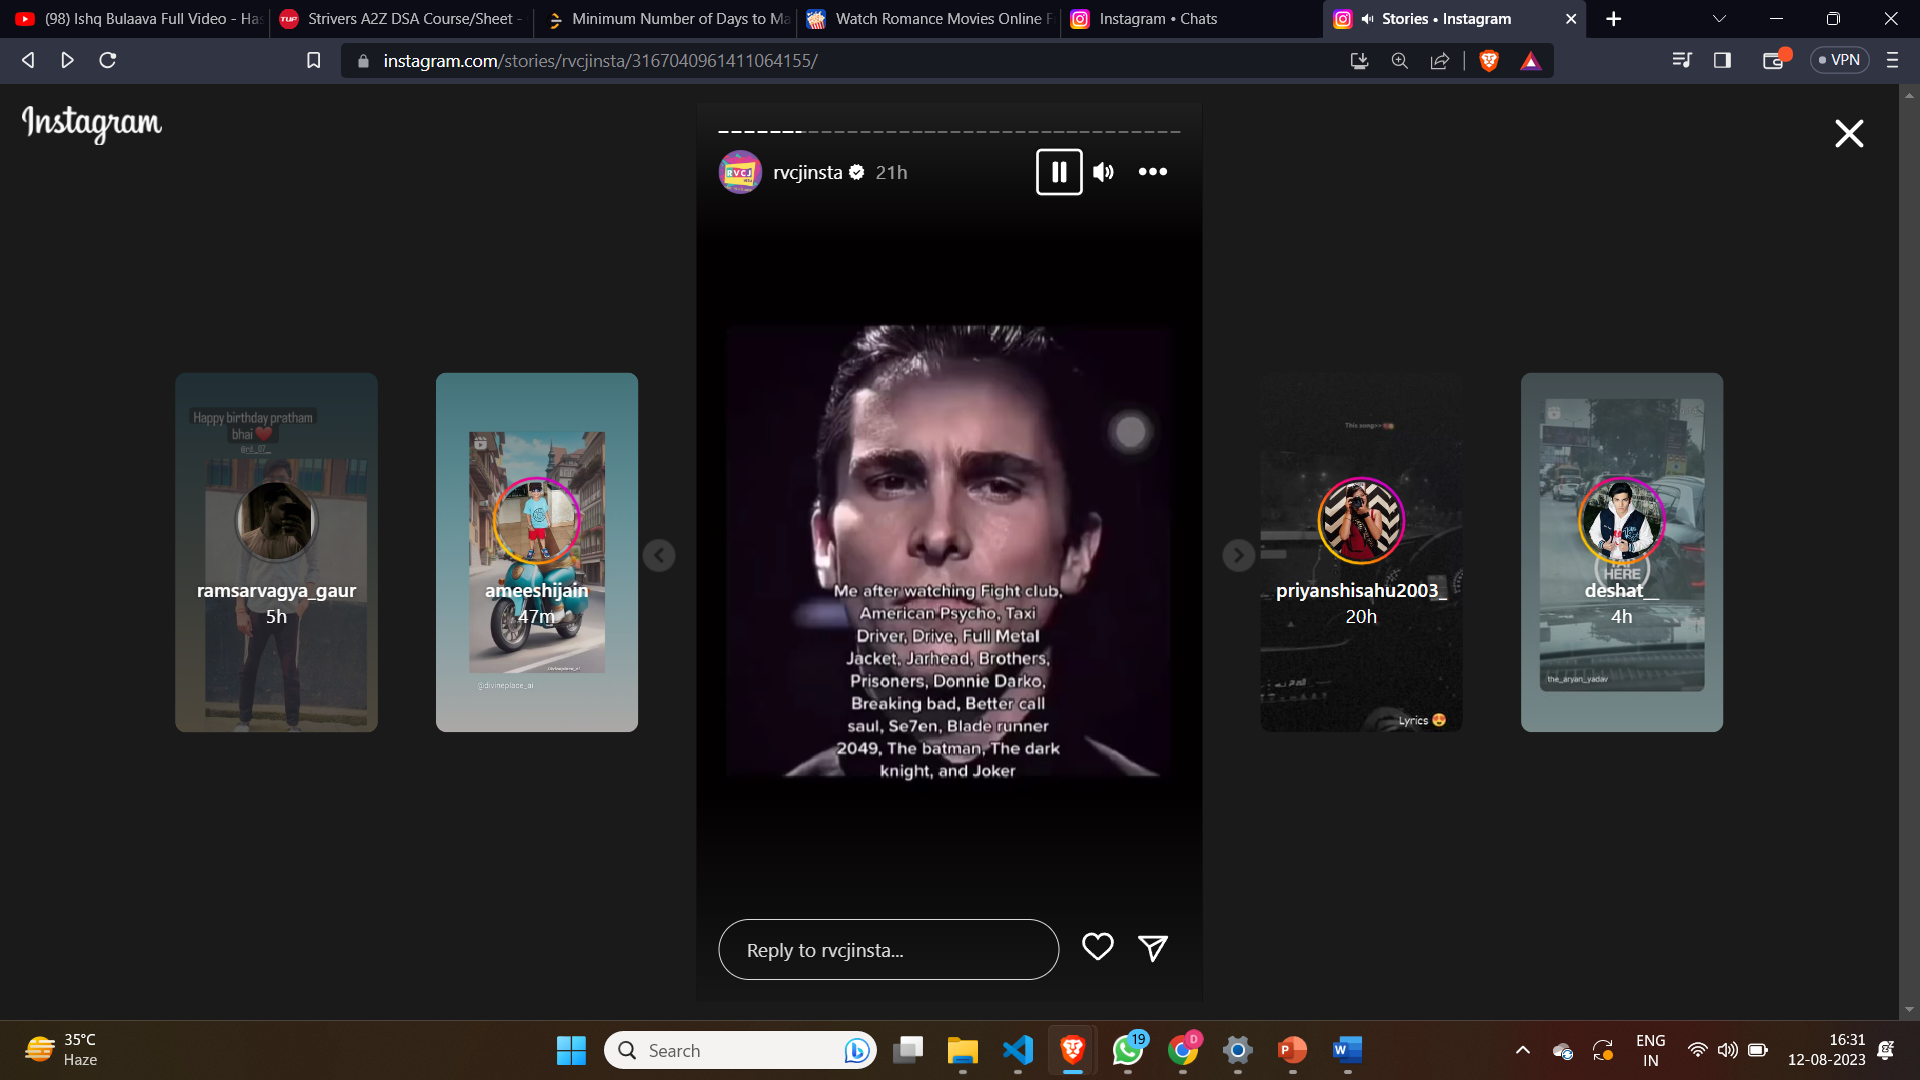 (98) Ishq Bulaava Full Video - Has
Strivers A2Z DSA Course/Sheet -
Minimum Number of Days to Ma
Watch Romance Movies Online F
Instagram • Chats
Stories • Instagram
instagram.com/stories/rvcjinsta/3167040961411064155/
VPN
Instagram
rvcjinsta 21h
RVCJ
Happy birthday pratham
bhai❤️
ramsarvagya_gaur
5h
ameeshijain
47m
@divineplace_ai
Me after watching Fight club,
American Psycho, Taxi
Driver, Drive, Full Metal
Jacket, Jarhead, Brothers,
Prisoners, Donnie Darko,
Breaking bad, Better call
saul, Se7en, Blade runner
2049, The batman, The dark
knight, and Joker
This song>>
priyanshisahu2003_
20h
Lyrics 😍
HERE
deshat__
4h
the_aryan_yadav
Reply to rvcjinsta...
35°C
Haze
Search
19
D
ENG
IN
16:31
12-08-2023